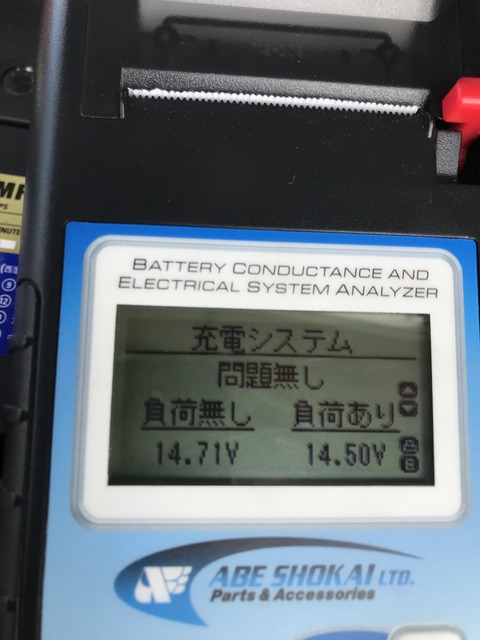 BATTERY CONDUCTANCE AND
ELECTRICAL SYSTEM ANALYZER
充電システム
問題無し
負荷無し 負荷あり
14.71V 14.50V
ABE SHOKAI LTD.
Parts & Accessories